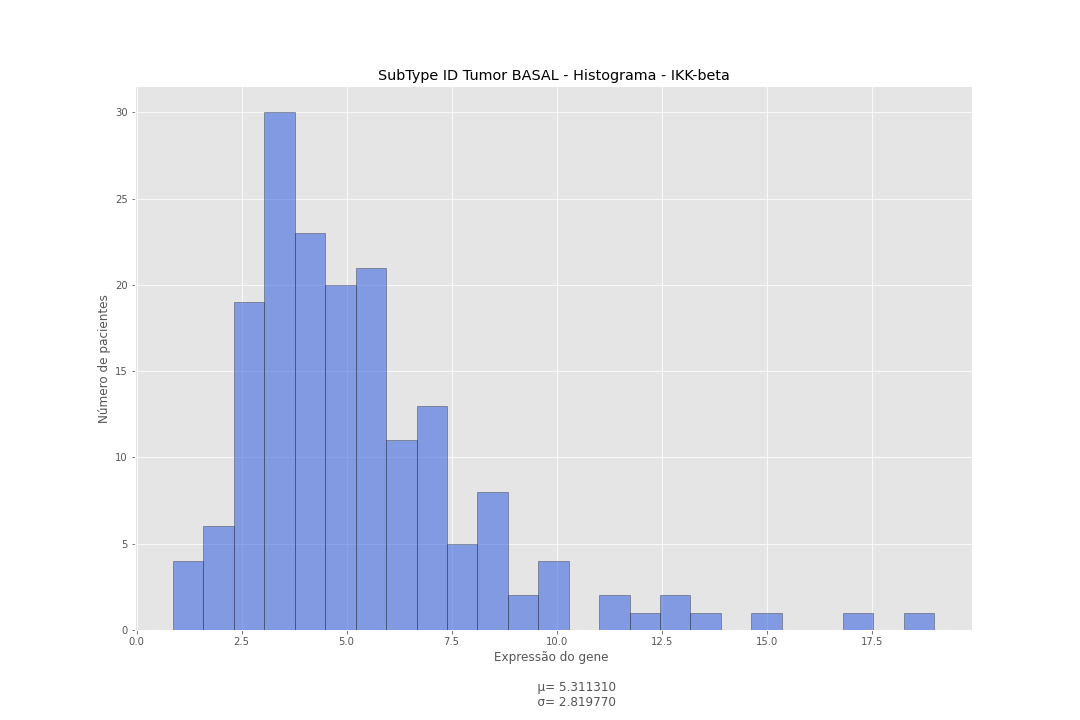 SubType ID Tumor BASAL - Histograma - IKK-beta
30
25
20
15
10
5
0
Número de pacientes
0.0 2.5 5.0 7.5 10.0 12.5 15.0 17.5
Expressão do gene
μ= 5.311310
σ= 2.819770